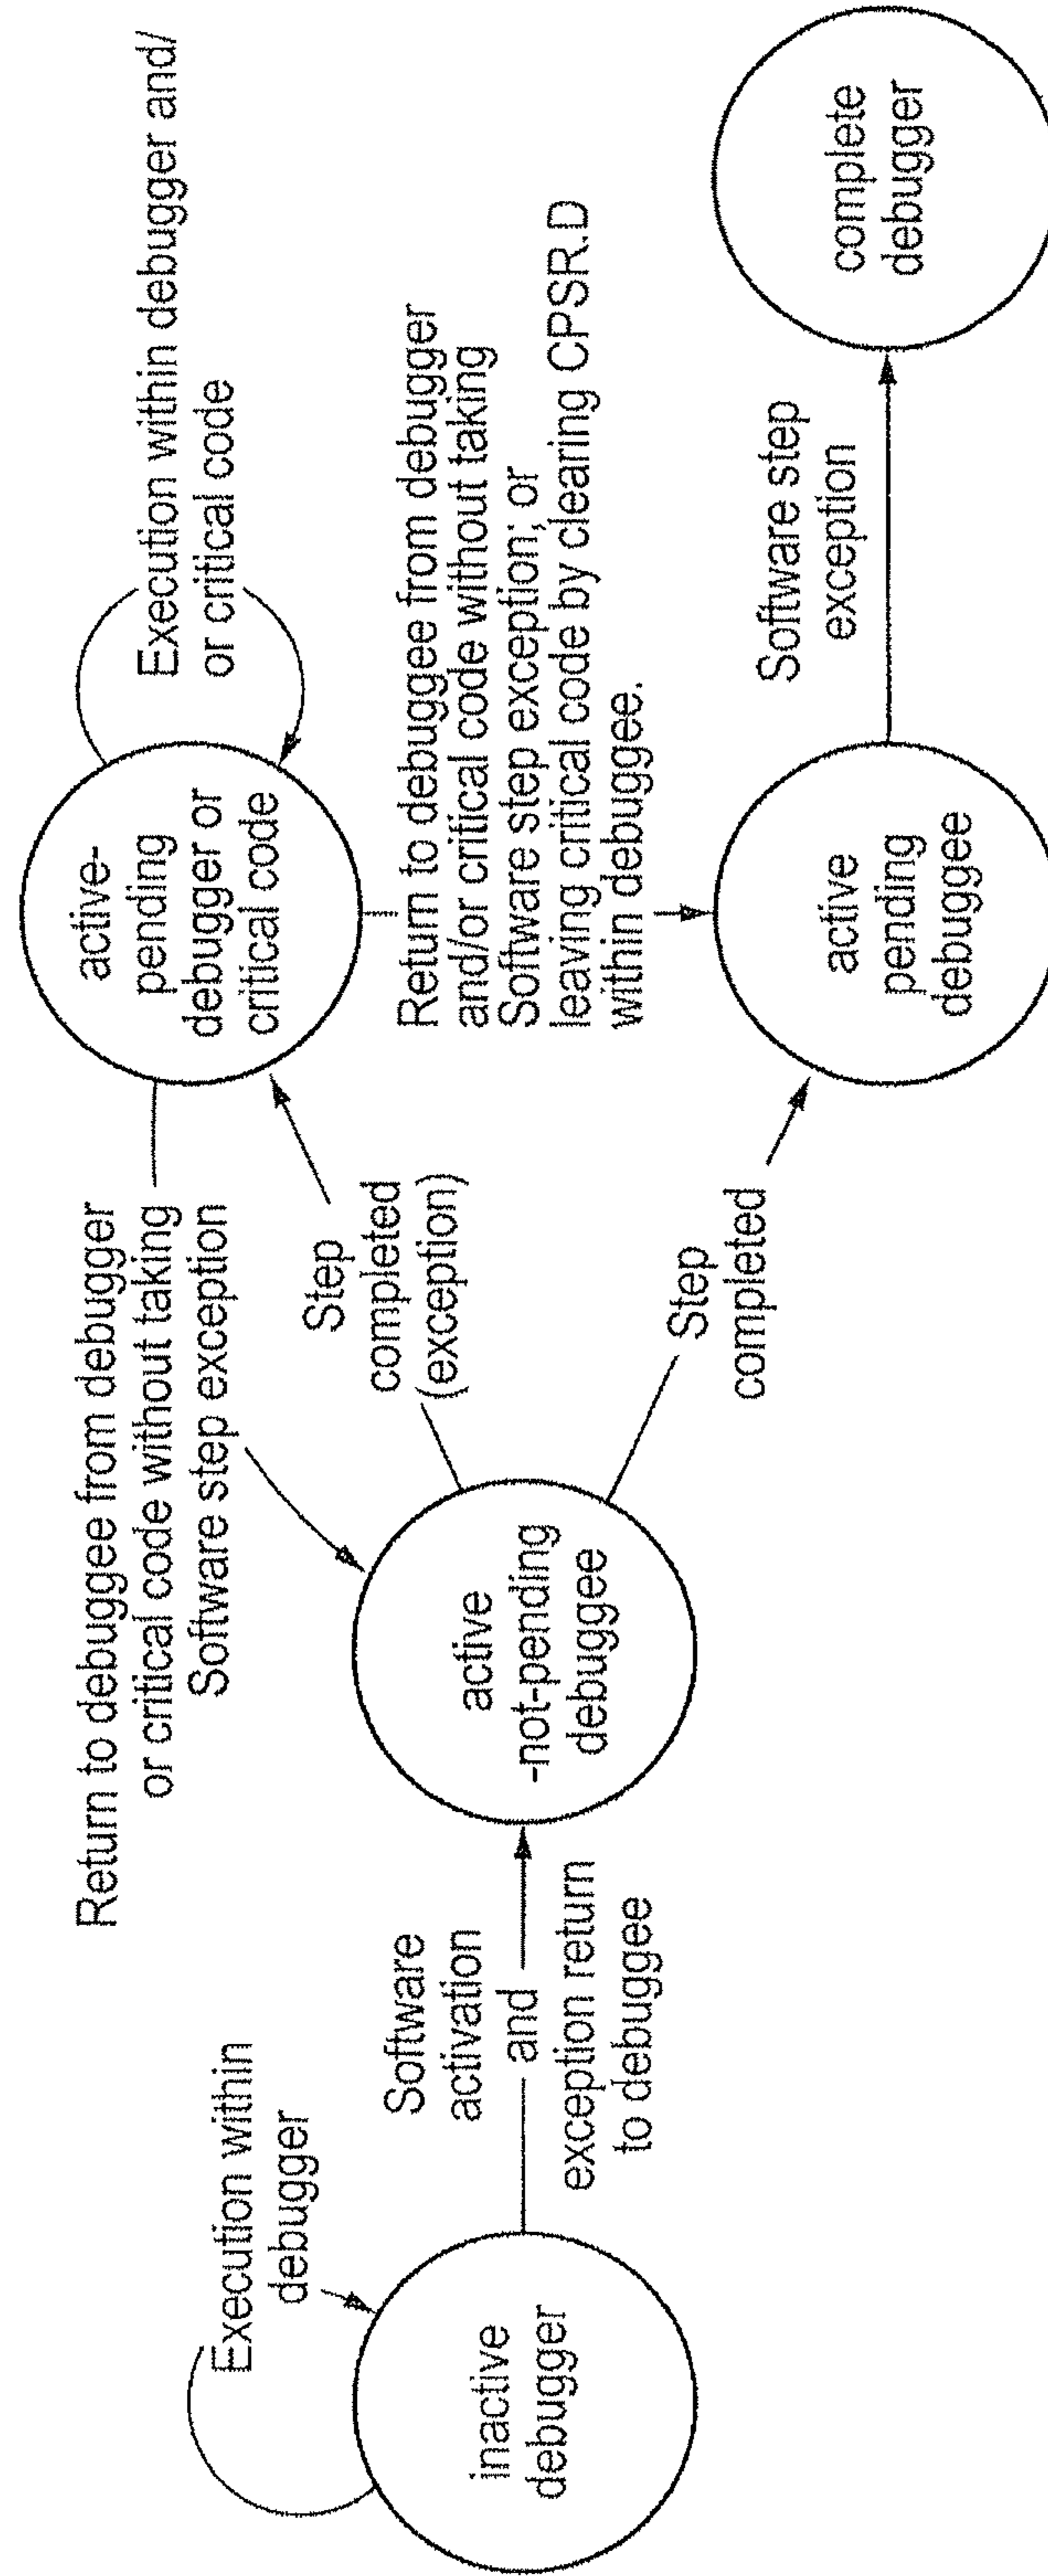 Execution within
debugger
inactive
debugger
Software
activation
and
exception return
to debuggee
active
-not-pending
debuggee
Return to debuggee from debugger
or critical code without taking
Software step exception
Step
completed
(exception)
Step
completed
active-
pending
debugger or
critical code
Execution within debugger and/
or critical code
Return to debuggee from debugger
and/or critical code without taking
Software step exception; or
leaving critical code by clearing CPSR.D
within debuggee.
active
pending
debuggee
Software step
exception
complete
debugger